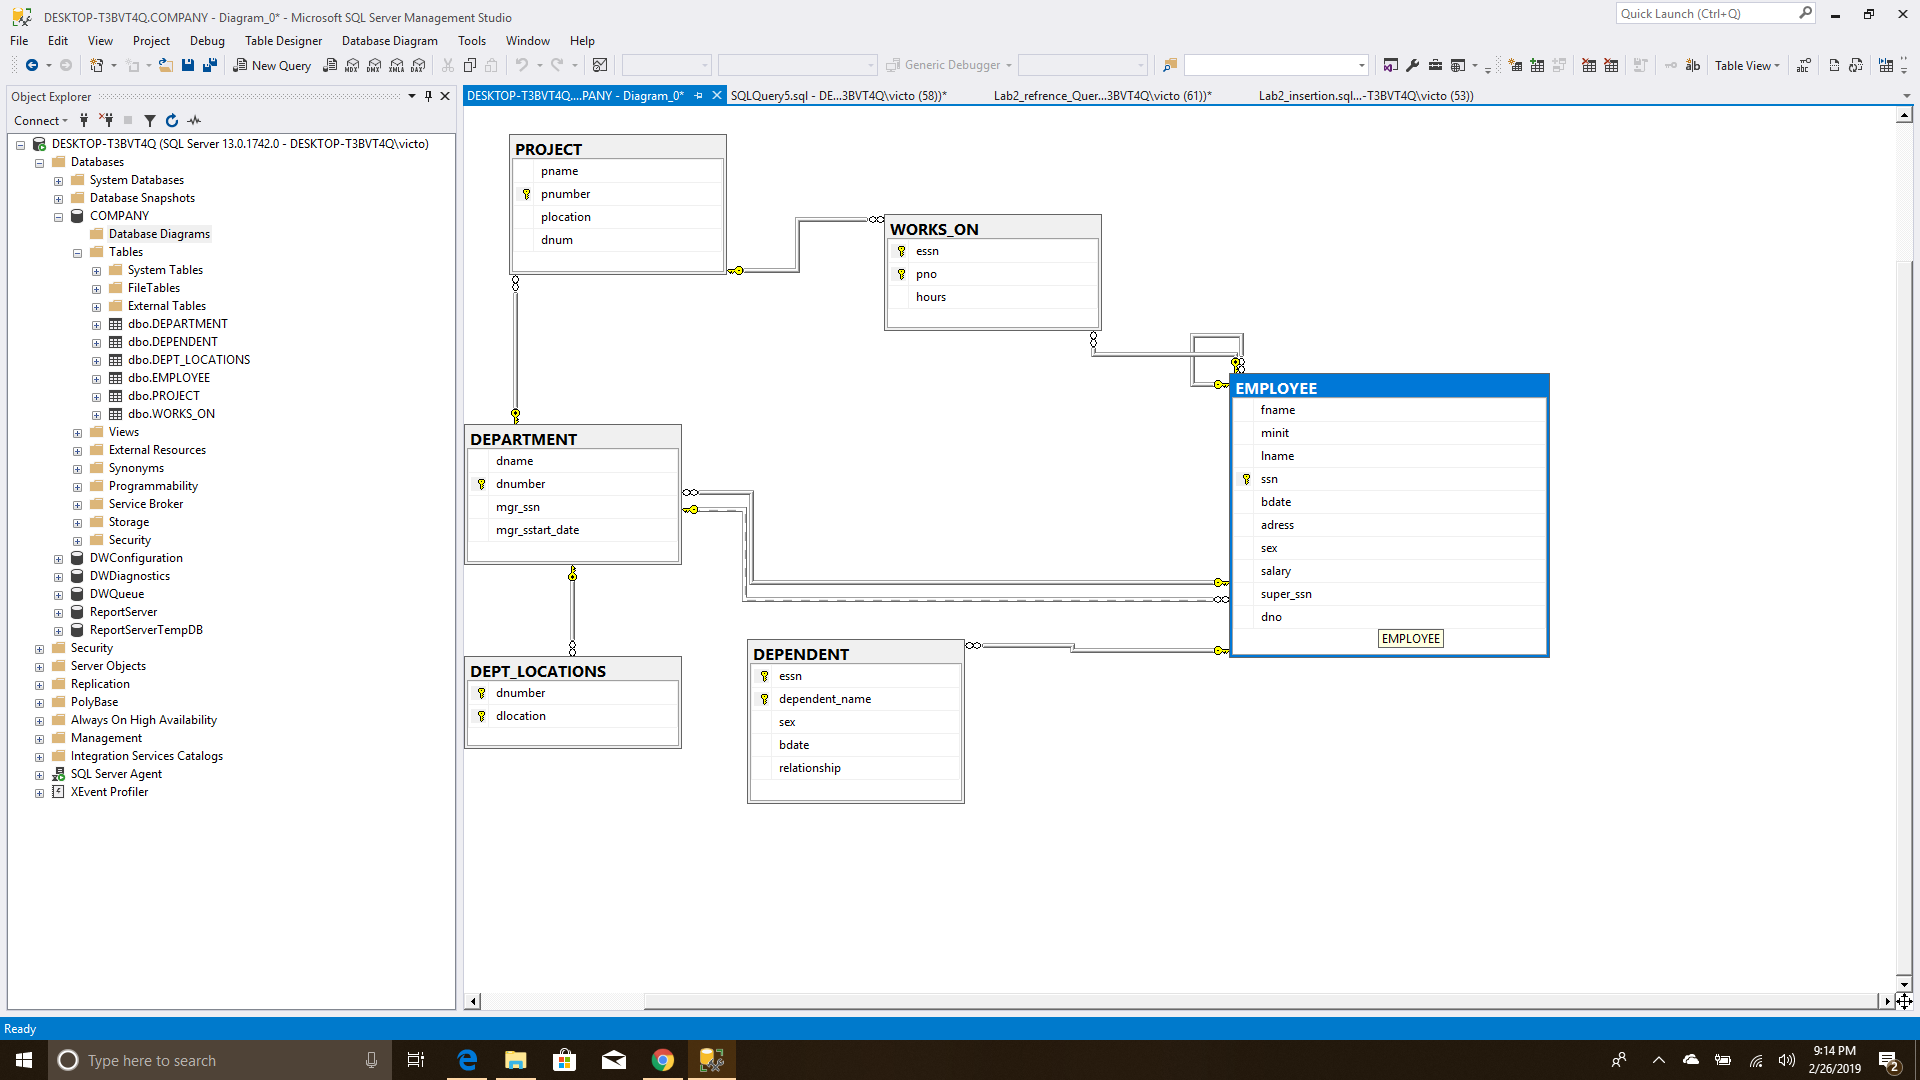 DESKTOP-T3BVT4Q.COMPANY - Diagram_0* - Microsoft SQL Server Management Studio
Quick Launch (Ctrl+Q)
File Edit View Project Debug Table Designer Database Diagram Tools Window Help
New Query MDX DMX XMLA DAX Generic Debugger Table View
Object Explorer
DESKTOP-T3BVT4Q....PANY - Diagram_0* SQLQuery5.sql - DE...3BVT4Q\victo (58))* Lab2_refrence_Quer...3BVT4Q\victo (61))* Lab2_insertion.sql...-T3BVT4Q\victo (53))
Connect
DESKTOP-T3BVT4Q (SQL Server 13.0.1742.0 - DESKTOP-T3BVT4Q\victo)
Databases
System Databases
Database Snapshots
COMPANY
Database Diagrams
Tables
System Tables
FileTables
External Tables
dbo.DEPARTMENT
dbo.DEPENDENT
dbo.DEPT_LOCATIONS
dbo.EMPLOYEE
dbo.PROJECT
dbo.WORKS_ON
Views
External Resources
Synonyms
Programmability
Service Broker
Storage
Security
DWConfiguration
DWDiagnostics
DWQueue
ReportServer
ReportServerTempDB
Security
Server Objects
Replication
PolyBase
Always On High Availability
Management
Integration Services Catalogs
SQL Server Agent
XEvent Profiler
PROJECT
pname
pnumber
plocation
dnum
WORKS_ON
essn
pno
hours
EMPLOYEE
fname
minit
lname
ssn
bdate
adress
sex
salary
super_ssn
dno
EMPLOYEE
DEPARTMENT
dname
dnumber
mgr_ssn
mgr_sstart_date
DEPT_LOCATIONS
dnumber
dlocation
DEPENDENT
essn
dependent_name
sex
bdate
relationship
Ready
Type here to search
9:14 PM
2/26/2019
2